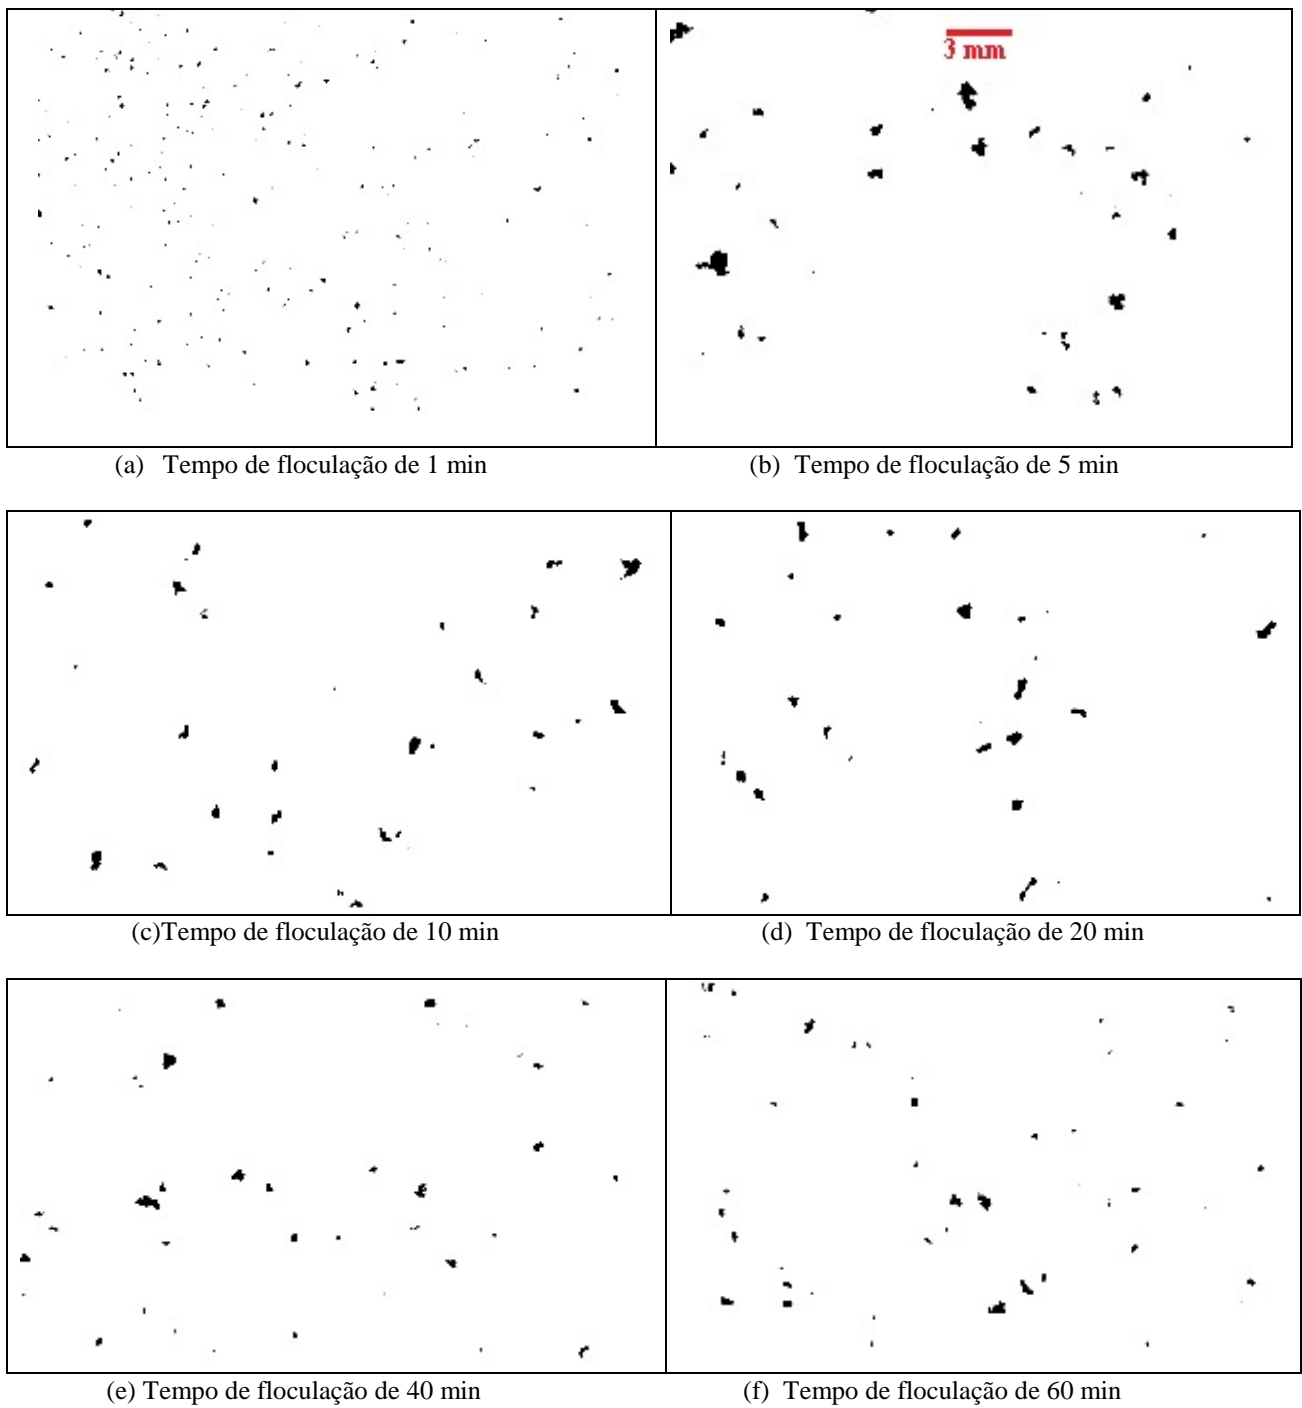 3 mm
(a) Tempo de floculação de 1 min
(b) Tempo de floculação de 5 min
(c)Tempo de floculação de 10 min
(d) Tempo de floculação de 20 min
(e) Tempo de floculação de 40 min
(f) Tempo de floculação de 60 min